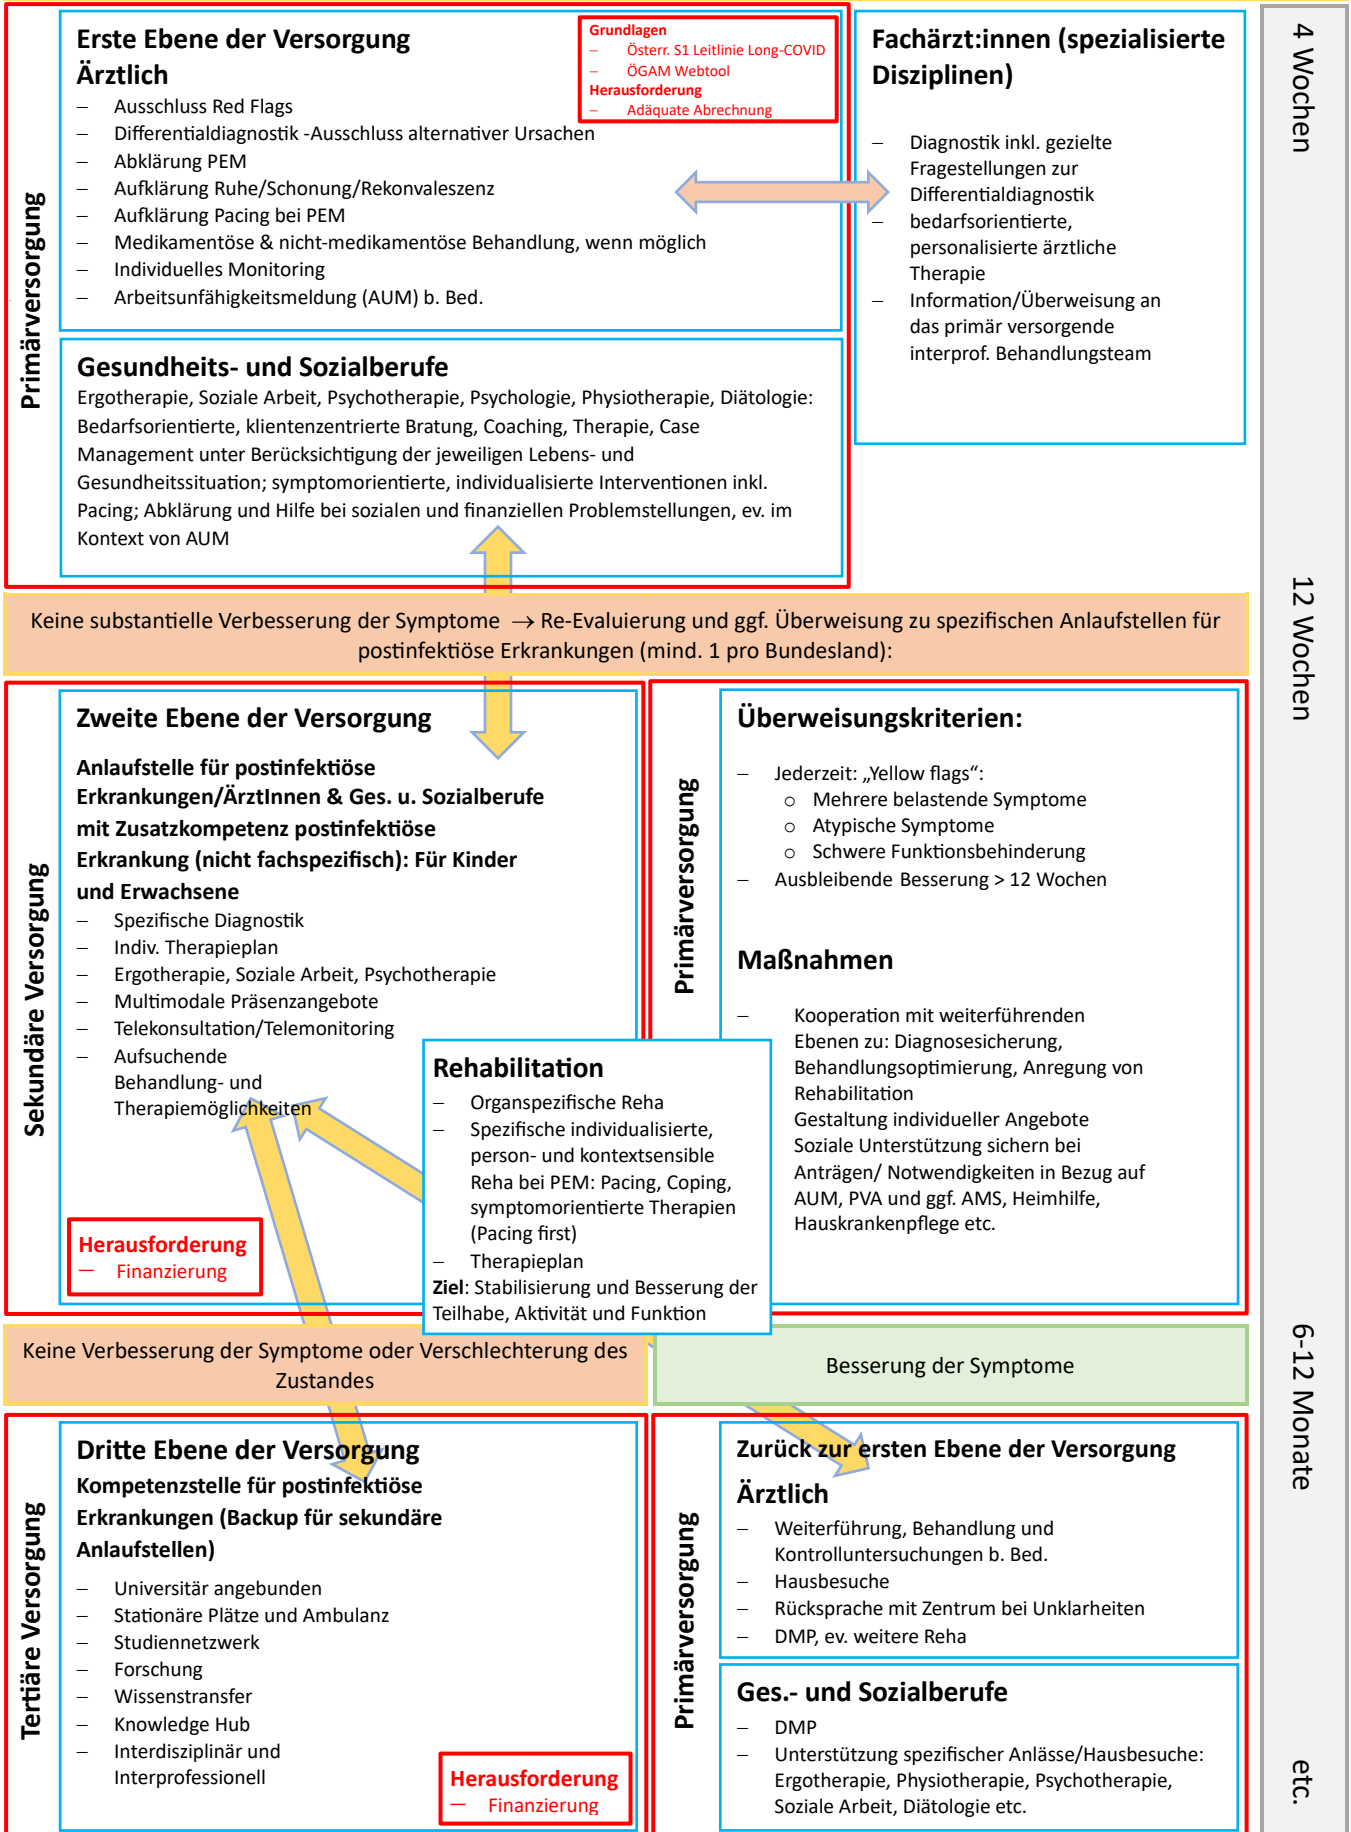 Primärversorgung
Erste Ebene der Versorgung
Ärztlich
– Ausschluss Red Flags
– Differentialdiagnostik -Ausschluss alternativer Ursachen
– Abklärung PEM
– Aufklärung Ruhe/Schonung/Rekonvaleszenz
– Aufklärung Pacing bei PEM
– Medikamentöse & nicht-medikamentöse Behandlung, wenn möglich
– Individuelles Monitoring
– Arbeitsunfähigkeitsmeldung (AUM) b. Bed.
Grundlagen
– Österr. S1 Leitlinie Long-COVID
– ÖGAM Webtool
Herausforderung
– Adäquate Abrechnung
Fachärzt:innen (spezialisierte
Disziplinen)
– Diagnostik inkl. gezielte
Fragestellungen zur
Differentialdiagnostik
– bedarfsorientierte,
personalisierte ärztliche
Therapie
– Information/Überweisung an
das primär versorgende
interprof. Behandlungsteam
4 Wochen
Gesundheits- und Sozialberufe
Ergotherapie, Soziale Arbeit, Psychotherapie, Psychologie, Physiotherapie, Diätologie:
Bedarfsorientierte, klientenzentrierte Bratung, Coaching, Therapie, Case
Management unter Berücksichtigung der jeweiligen Lebens- und
Gesundheitssituation; symptomorientierte, individualisierte Interventionen inkl.
Pacing; Abklärung und Hilfe bei sozialen und finanziellen Problemstellungen, ev. im
Kontext von AUM
12 Wochen
Keine substantielle Verbesserung der Symptome → Re-Evaluierung und ggf. Überweisung zu spezifischen Anlaufstellen für
postinfektiöse Erkrankungen (mind. 1 pro Bundesland):
Sekundäre Versorgung
Zweite Ebene der Versorgung
Anlaufstelle für postinfektiöse
Erkrankungen/ÄrztInnen & Ges. u. Sozialberufe
mit Zusatzkompetenz postinfektiöse
Erkrankung (nicht fachspezifisch): Für Kinder
und Erwachsene
– Spezifische Diagnostik
– Indiv. Therapieplan
– Ergotherapie, Soziale Arbeit, Psychotherapie
– Multimodale Präsenzangebote
– Telekonsultation/Telemonitoring
– Aufsuchende
Behandlung- und
Therapiemöglichkeiten
Herausforderung
– Finanzierung
Rehabilitation
– Organspezifische Reha
– Spezifische individualisierte,
person- und kontextsensible
Reha bei PEM: Pacing, Coping,
symptomorientierte Therapien
(Pacing first)
– Therapieplan
Ziel: Stabilisierung und Besserung der
Teilhabe, Aktivität und Funktion
Primärversorgung
Überweisungskriterien:
– Jederzeit: „Yellow flags“:
o Mehrere belastende Symptome
o Atypische Symptome
o Schwere Funktionsbehinderung
– Ausbleibende Besserung > 12 Wochen
Maßnahmen
– Kooperation mit weiterführenden
Ebenen zu: Diagnosesicherung,
Behandlungsoptimierung, Anregung von
Rehabilitation
Gestaltung individueller Angebote
Soziale Unterstützung sichern bei
Anträgen/ Notwendigkeiten in Bezug auf
AUM, PVA und ggf. AMS, Heimhilfe,
Hauskrankenpflege etc.
6-12 Monate
Keine Verbesserung der Symptome oder Verschlechterung des
Zustandes
Besserung der Symptome
Tertiäre Versorgung
Dritte Ebene der Versorgung
Kompetenzstelle für postinfektiöse
Erkrankungen (Backup für sekundäre
Anlaufstellen)
– Universitär angebunden
– Stationäre Plätze und Ambulanz
– Studiennetzwerk
– Forschung
– Wissenstransfer
– Knowledge Hub
– Interdisziplinär und
Interprofessionell
Herausforderung
– Finanzierung
Primärversorgung
Zurück zur ersten Ebene der Versorgung
Ärztlich
– Weiterführung, Behandlung und
Kontrolluntersuchungen b. Bed.
– Hausbesuche
– Rücksprache mit Zentrum bei Unklarheiten
– DMP, ev. weitere Reha
Ges.- und Sozialberufe
– DMP
– Unterstützung spezifischer Anlässe/Hausbesuche:
Ergotherapie, Physiotherapie, Psychotherapie,
Soziale Arbeit, Diätologie etc.
etc.